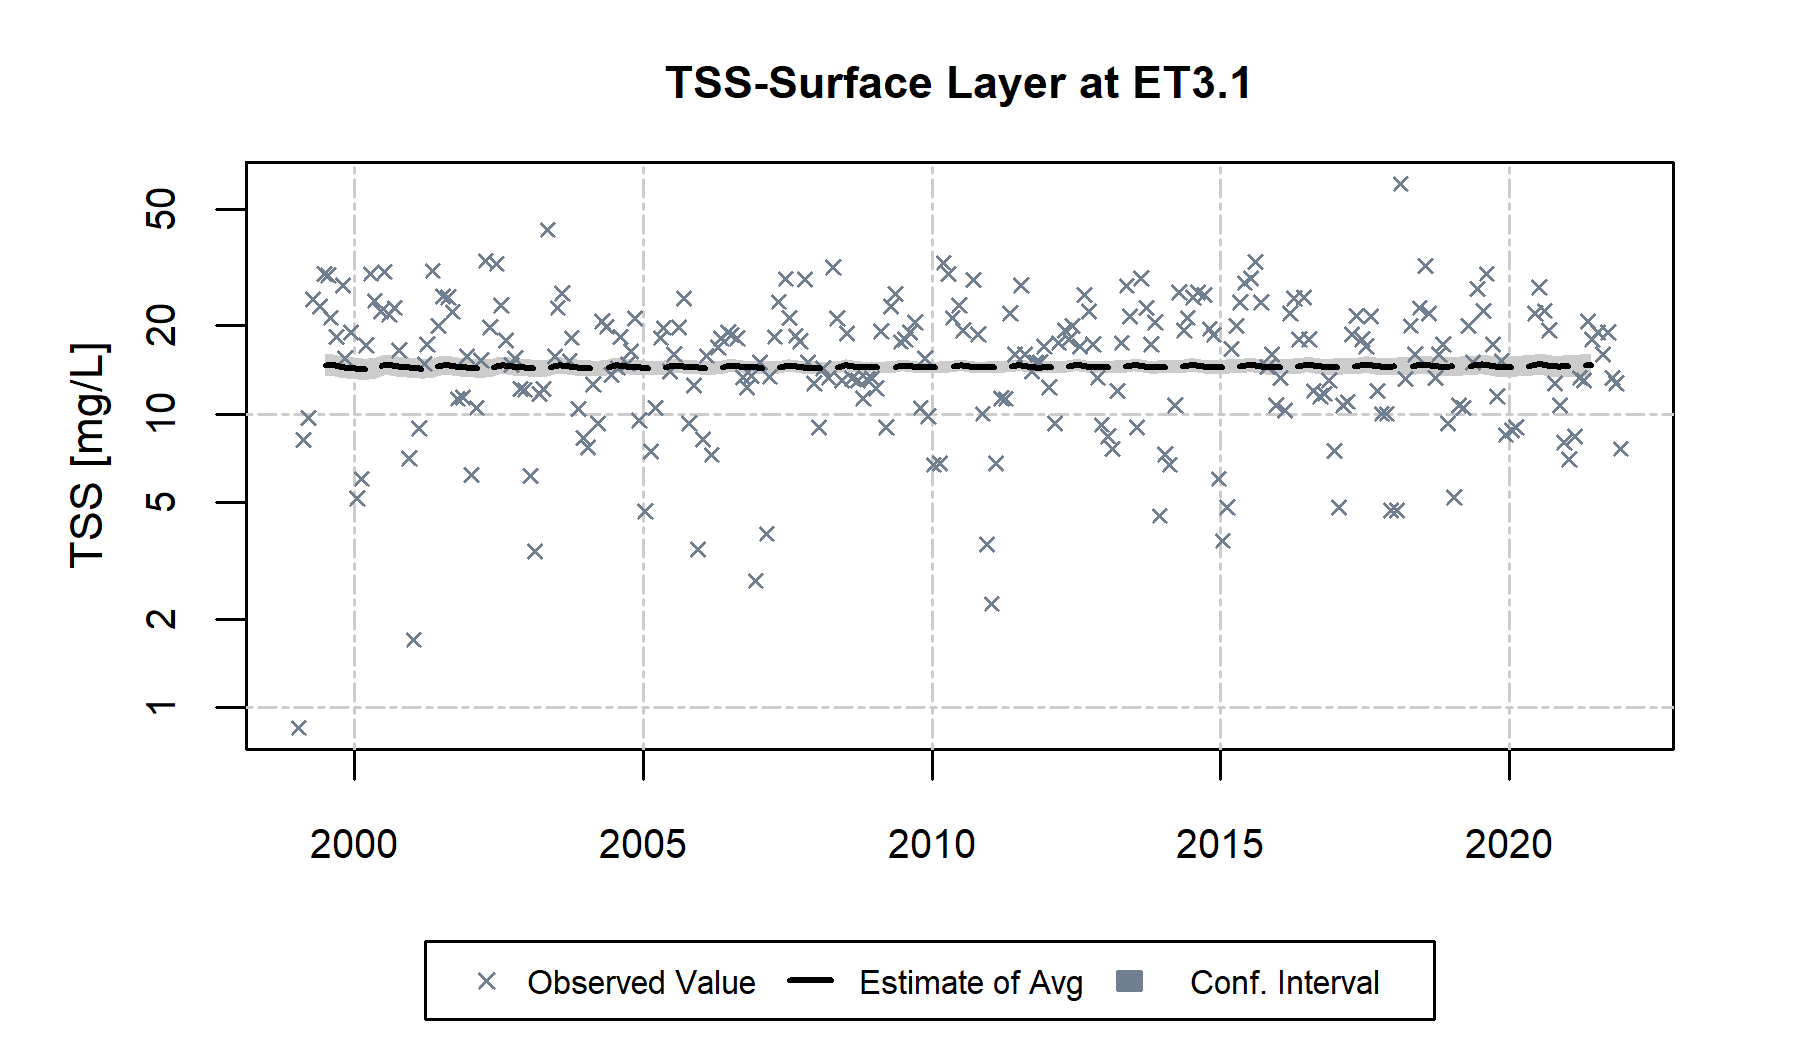 TSS-Surface Layer at ET3.1
TSS [mg/L]
50
20
10
5
2
1
2000 2005 2010 2015 2020
Observed Value Estimate of Avg Conf. Interval